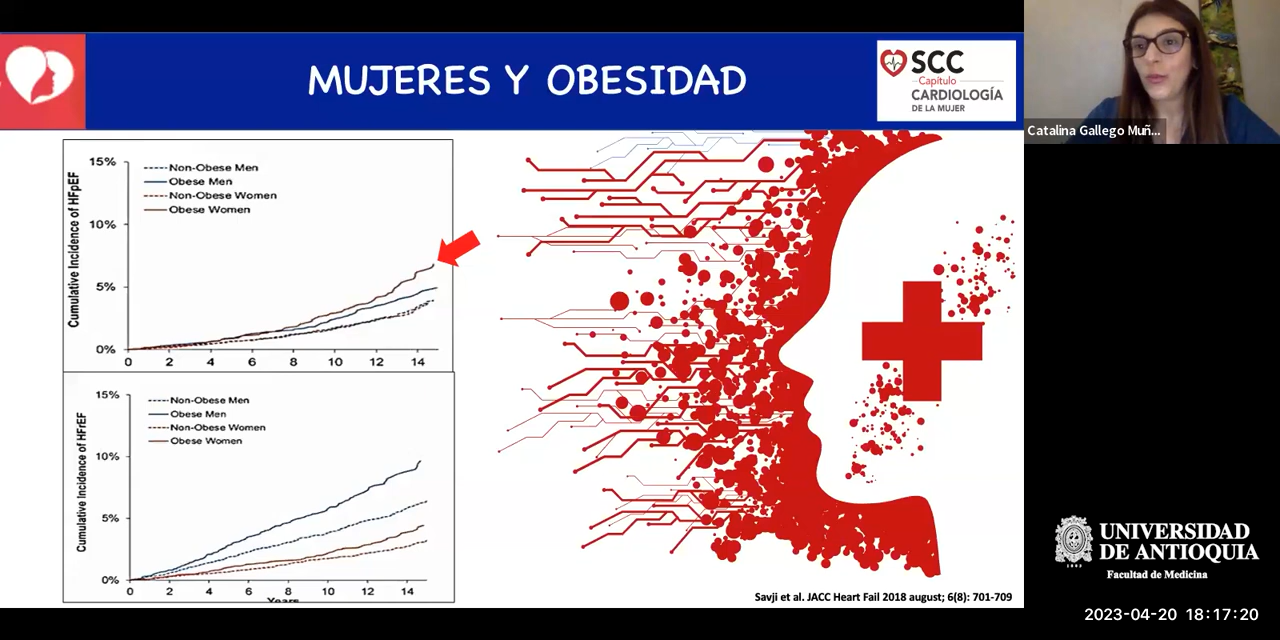 MUJERES Y OBESIDAD
SCC
Capítulo
CARDIOLOGÍA
DE LA MUJER
Catalina Gallego Muñ...
Cumulative Incidence of HFpEF
15%
10%
5%
0%
Non-Obese Men
Obese Men
Non-Obese Women
Obese Women
0 2 4 6 8 10 12 14
Cumulative Incidence of HFrEF
15%
10%
5%
0%
Non-Obese Men
Obese Men
Non-Obese Women
Obese Women
0 2 4 6 8 10 12 14
Years
Savji et al. JACC Heart Fail 2018 august; 6(8): 701-709
UNIVERSIDAD
DE ANTIOQUIA
1803
Facultad de Medicina
2023-04-20 18:17:20